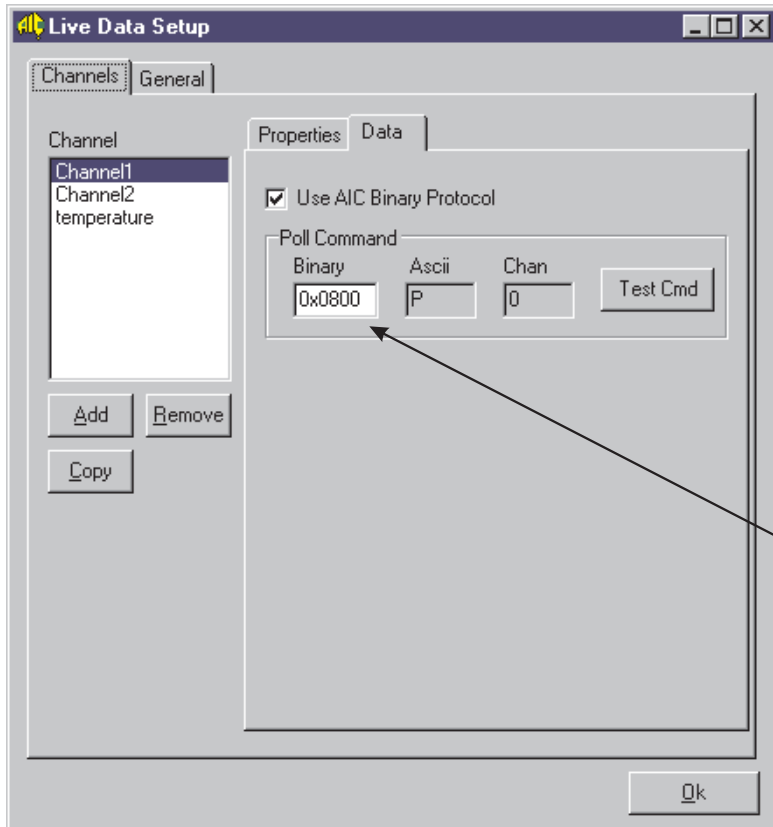 AIC Live Data Setup
Channels General
Channel
Channel1
Channel2
temperature
Add Remove
Copy
Properties Data
Use AIC Binary Protocol
Poll Command
Binary Ascii Chan
0x0800 P 0 Test Cmd
Ok